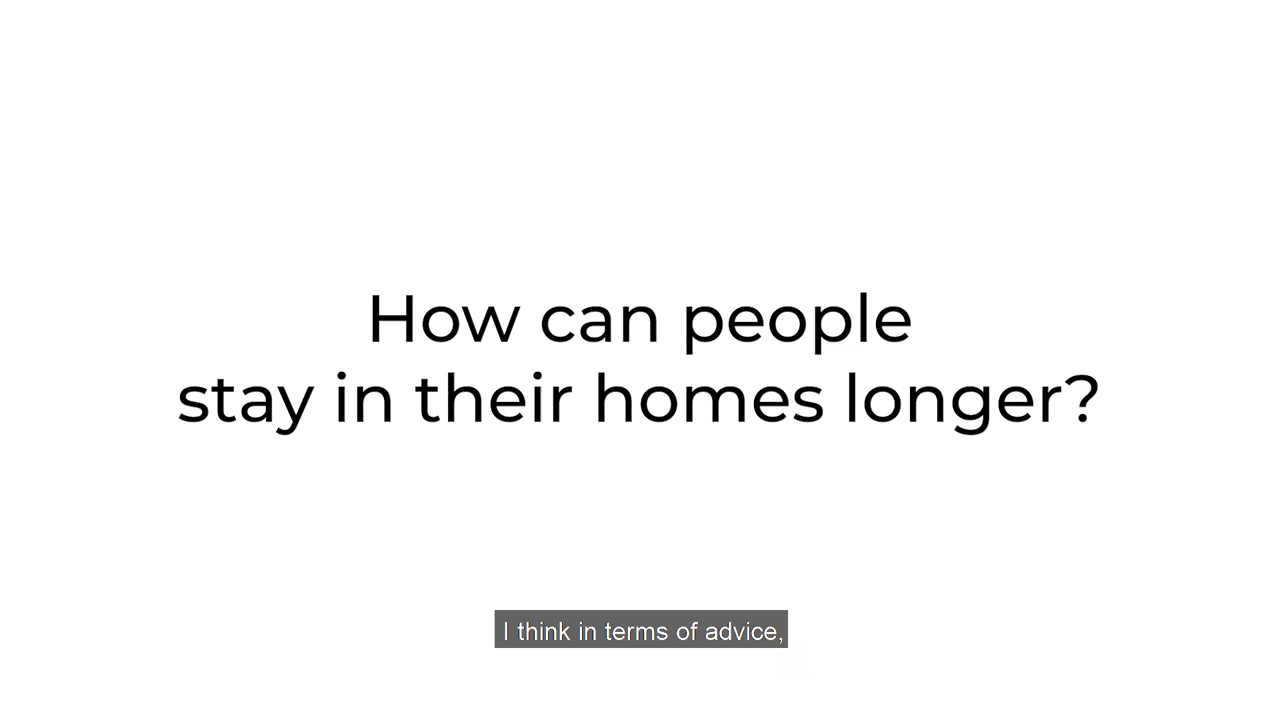 How can people
stay in their homes longer?
I think in terms of advice,